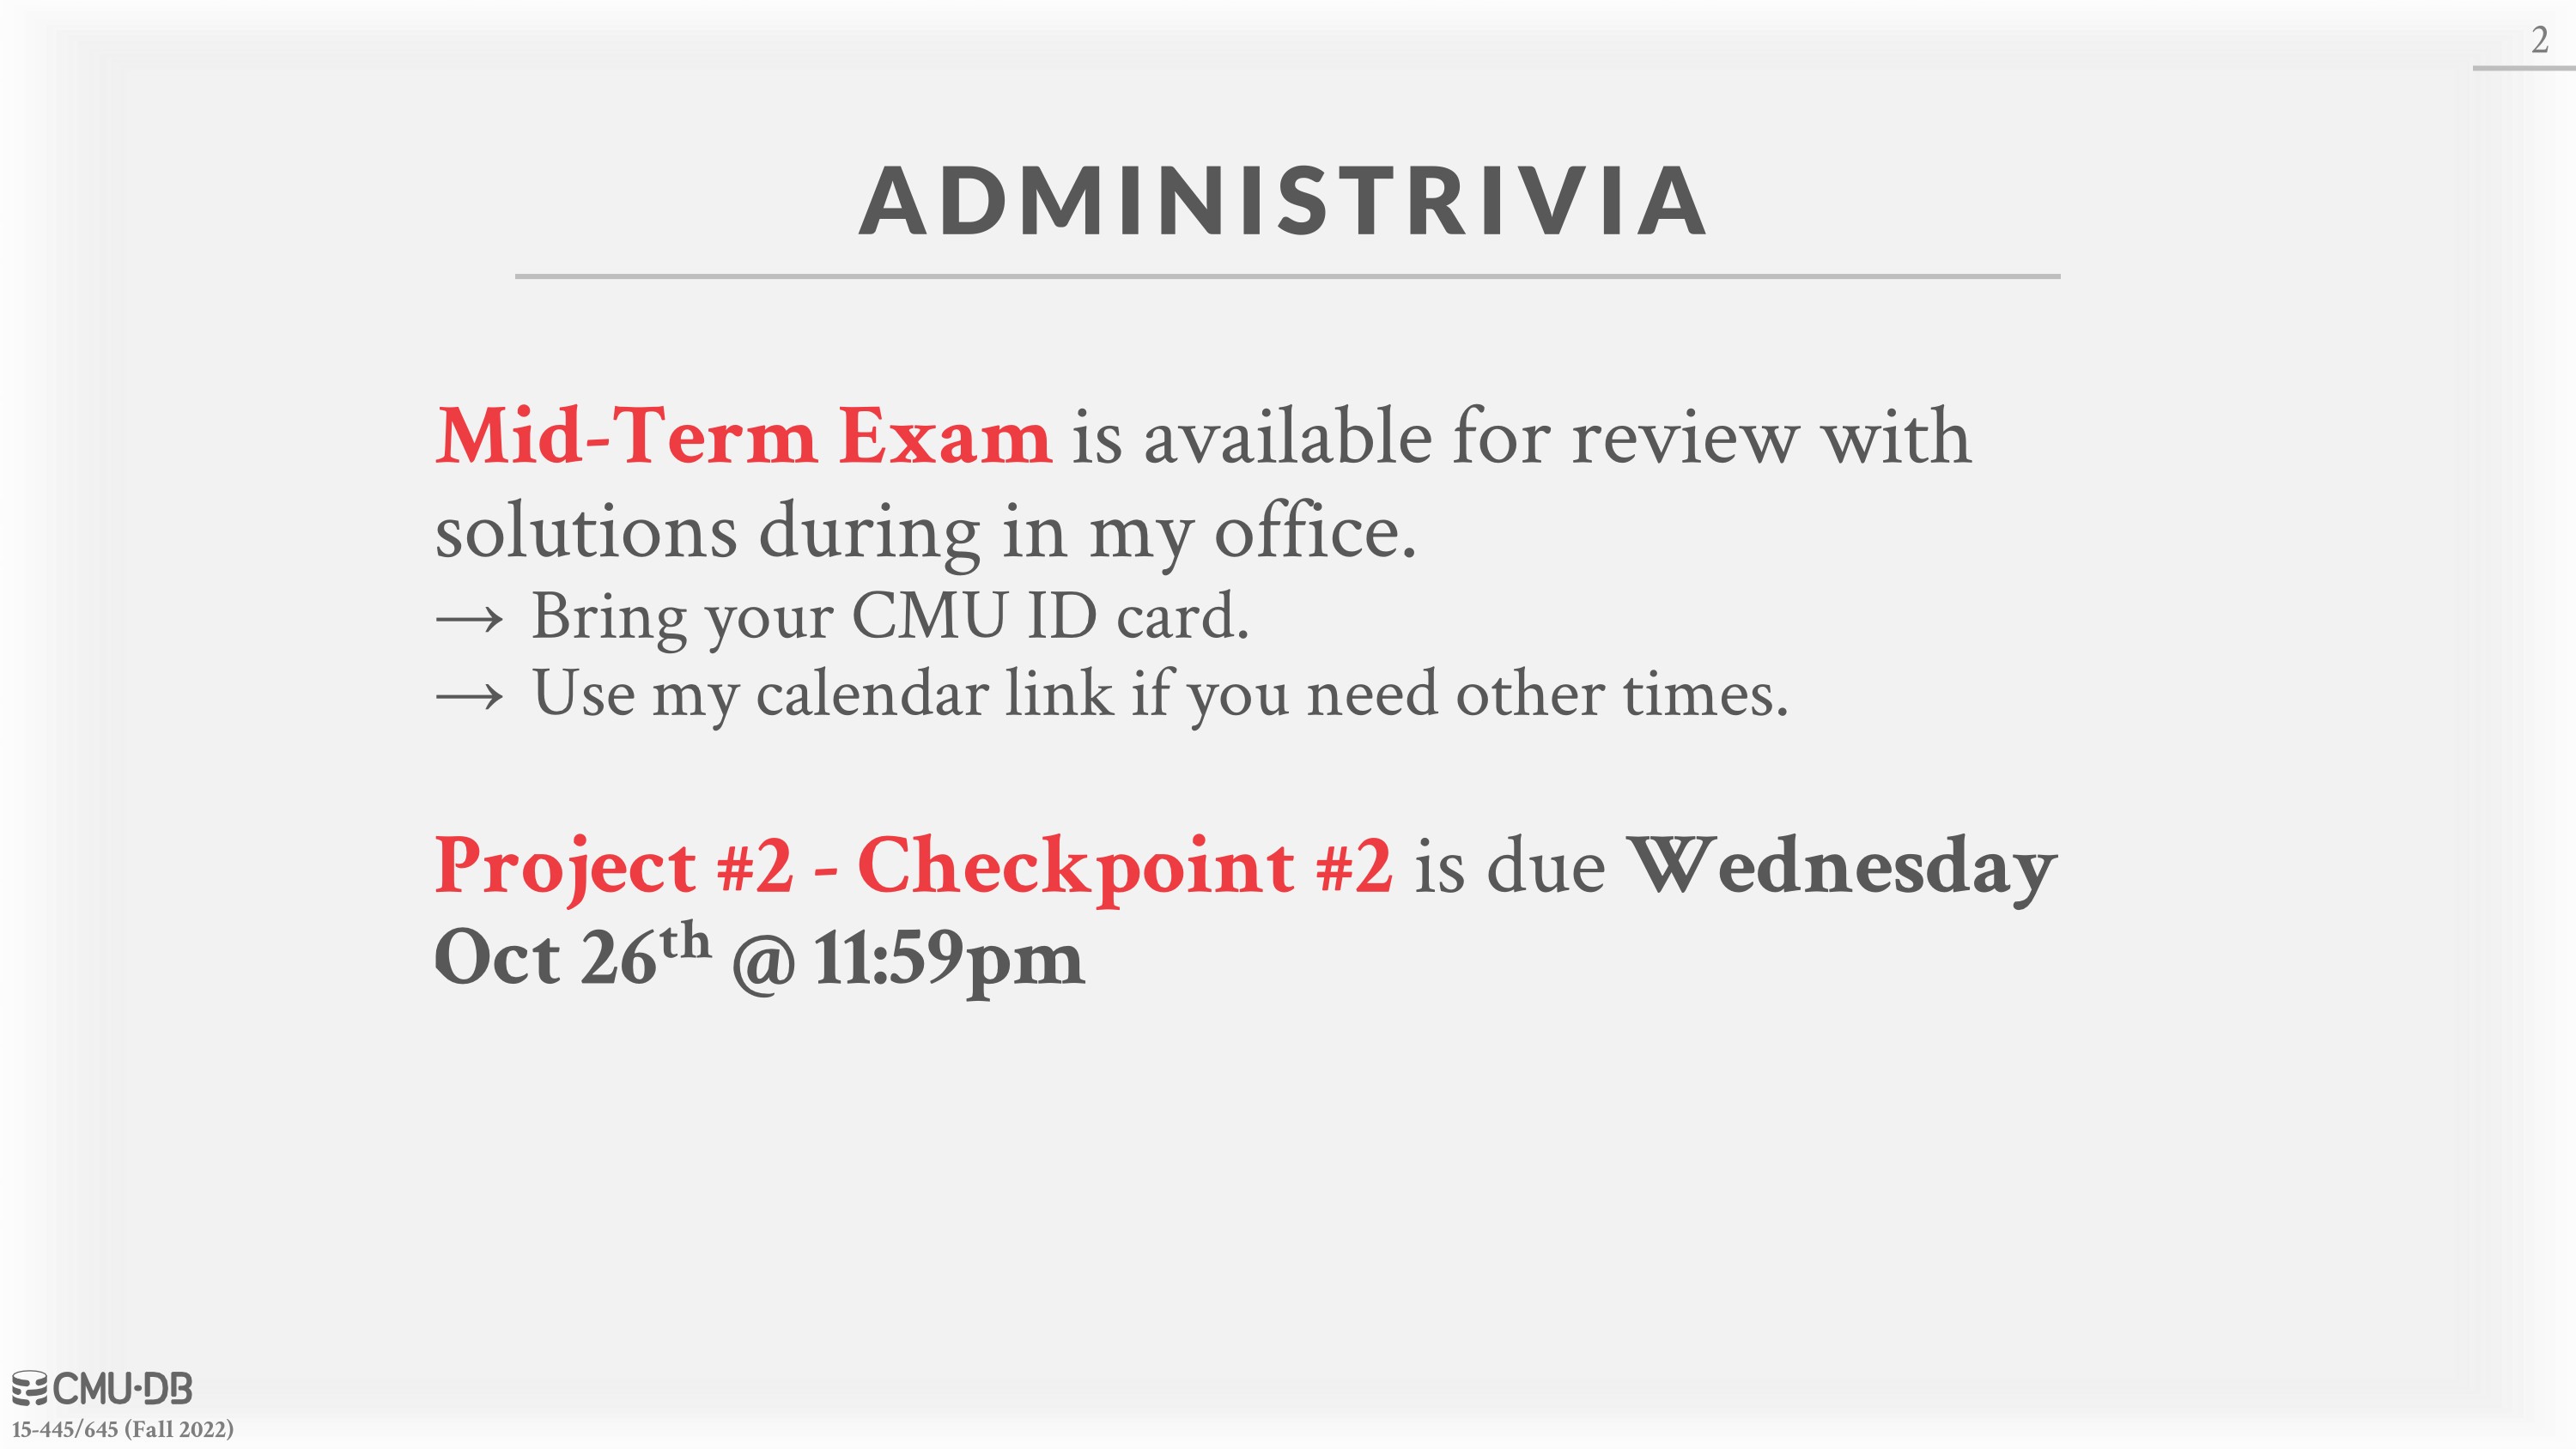 2
ADMINISTRIVIA
Mid-Term Exam is available for review with
solutions during in my office.
→ Bring your CMU ID card.
→ Use my calendar link if you need other times.
Project #2 - Checkpoint #2 is due Wednesday
Oct 26th @ 11:59pm
CMU·DB
15-445/645 (Fall 2022)